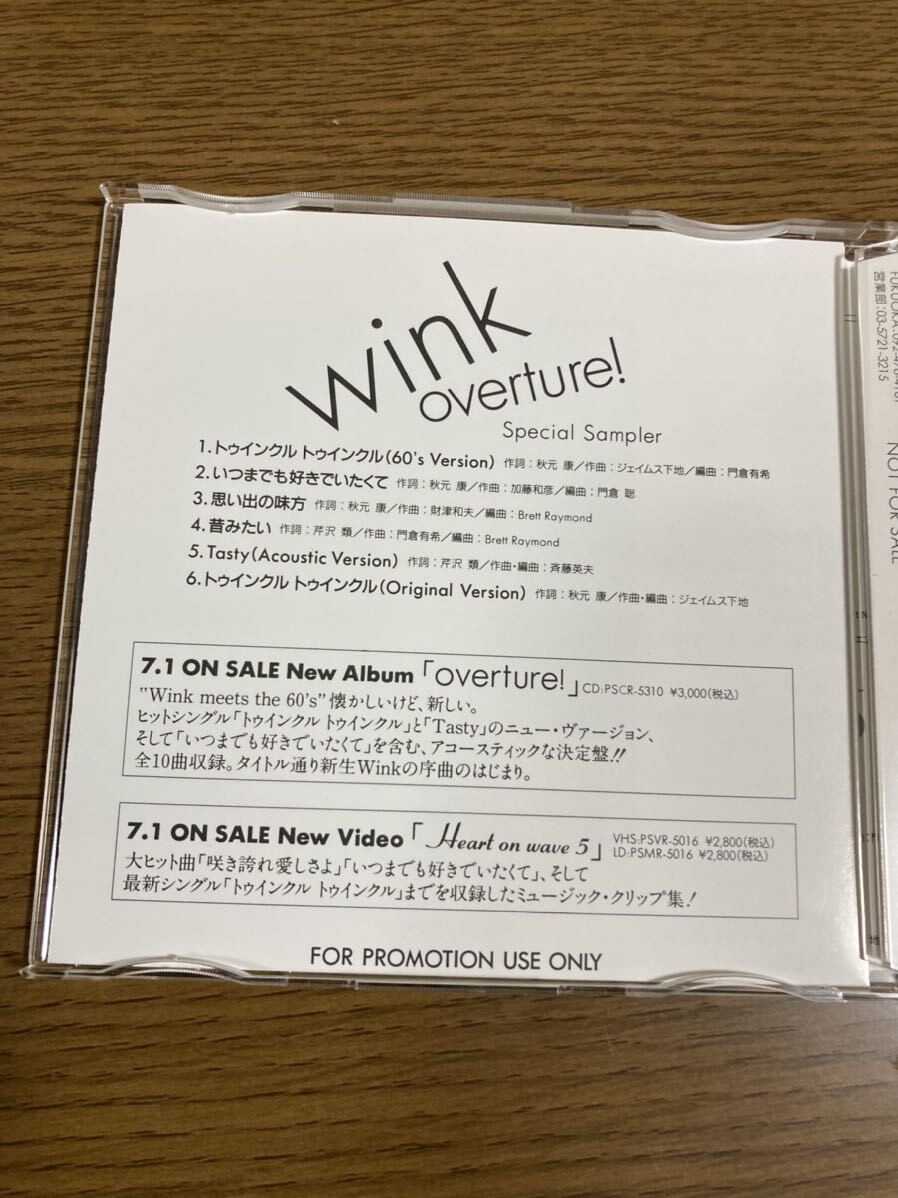 wink
overture!
Special Sampler
1.トゥインクル トゥインクル(60's Version) 作詞：秋元 康／作曲：ジェイムス下地／編曲：門倉有希
2.いつまでも好きでいたくて 作詞：秋元 康／作曲：加藤和彦／編曲：門倉 聡
3.思い出の味方 作詞：秋元 康／作曲：財津和夫／編曲：Brett Raymond
4.昔みたい 作詞：芹沢 類／作曲：門倉有希／編曲：Brett Raymond
5.Tasty(Acoustic Version) 作詞：芹沢 類／作曲・編曲：斉藤英夫
6.トゥインクル トゥインクル(Original Version) 作詞：秋元 康／作曲・編曲：ジェイムス下地
7.1 ON SALE New Album「overture!」CD:PSCR-5310 ¥3,000(税込)
"Wink meets the 60's" 懐かしいけど、新しい。
ヒットシングル「トゥインクル トゥインクル」と「Tasty」のニュー・ヴァージョン、
そして「いつまでも好きでいたくて」を含む、アコースティックな決定盤!!
全10曲収録。タイトル通り新生Winkの序曲のはじまり。
7.1 ON SALE New Video「Heart on wave 5」VHS:PSVR-5016 ¥2,800(税込)
LD:PSMR-5016 ¥2,800(税込)
大ヒット曲「咲き誇れ愛しさよ」「いつまでも好きでいたくて」、そして
最新シングル「トゥインクル トゥインクル」までを収録したミュージック・クリップ集!
FOR PROMOTION USE ONLY
営業部：03-5721-3215
NOT FOR SALE